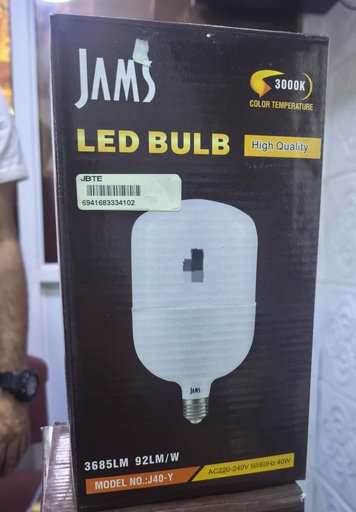 JAMS
3000K
COLOR TEMPERATURE
LED BULB
High Quality
JBTE
6941683334102
JAMS
3685LM 92LM/W
MODEL NO.:J40-Y
AC220-240V 50/60Hz 40W